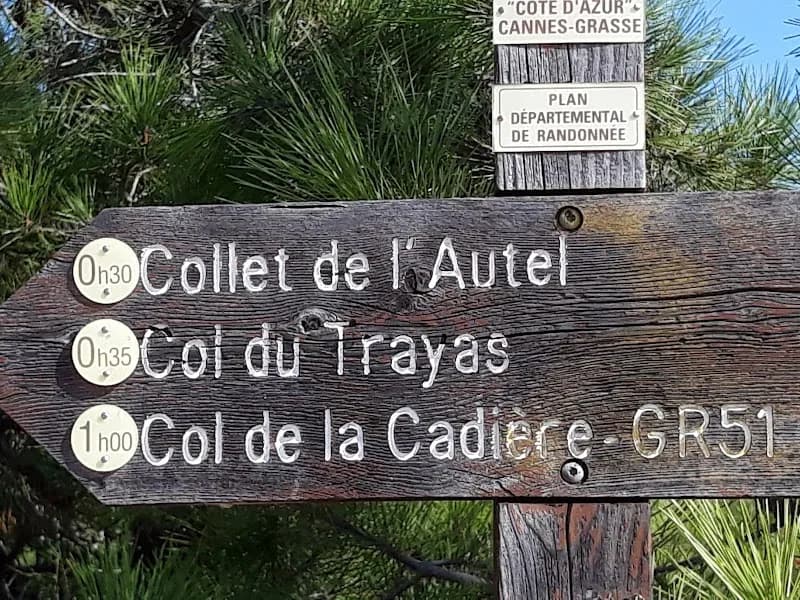 "CÔTE D'AZUR"
CANNES-GRASSE
PLAN
DÉPARTEMENTAL
DE RANDONNÉE
0h30 Collet de l'Autel
0h35 Col du Trayas
1h00 Col de la Cadière-GR51